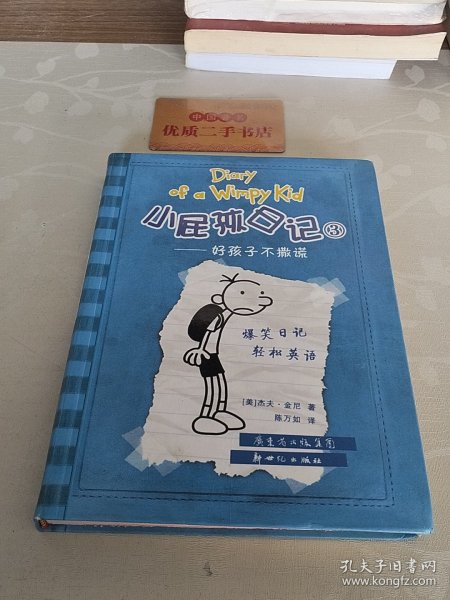 优质二手书店
Diary
of a Wimpy Kid
小屁孩日记③
——好孩子不撒谎
爆笑日记
轻松英语
[美]杰夫·金尼 著
陈万如 译
广东省出版集团
新世纪出版社
孔夫子旧书网
www.kongfz.com